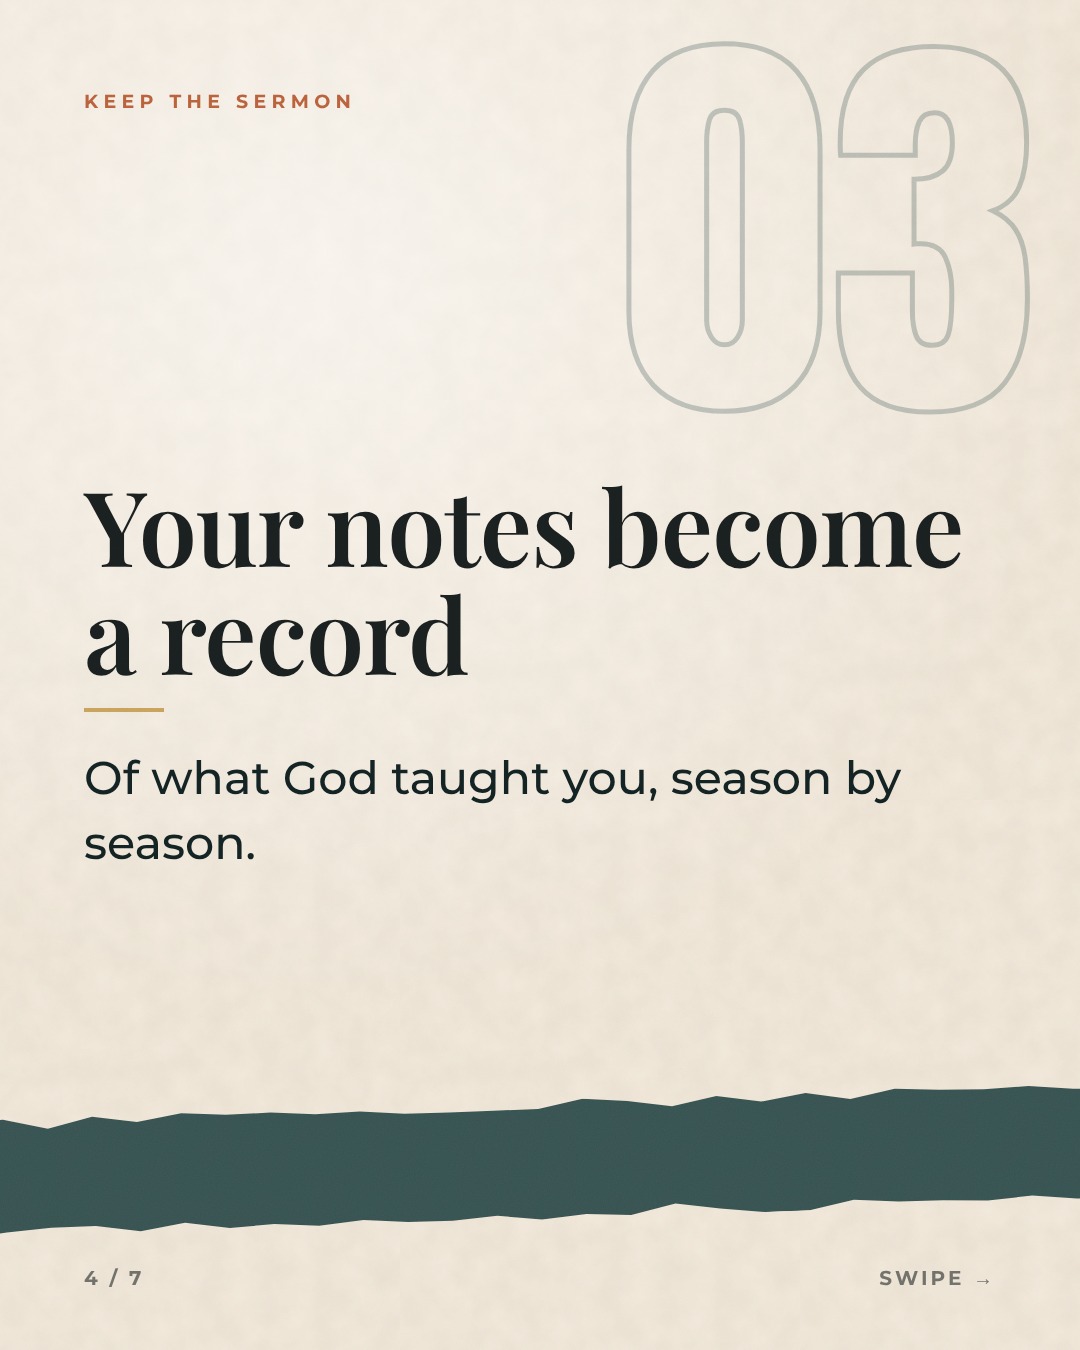 KEEP THE SERMON
03
Your notes become
a record
Of what God taught you, season by
season.
4 / 7
SWIPE →